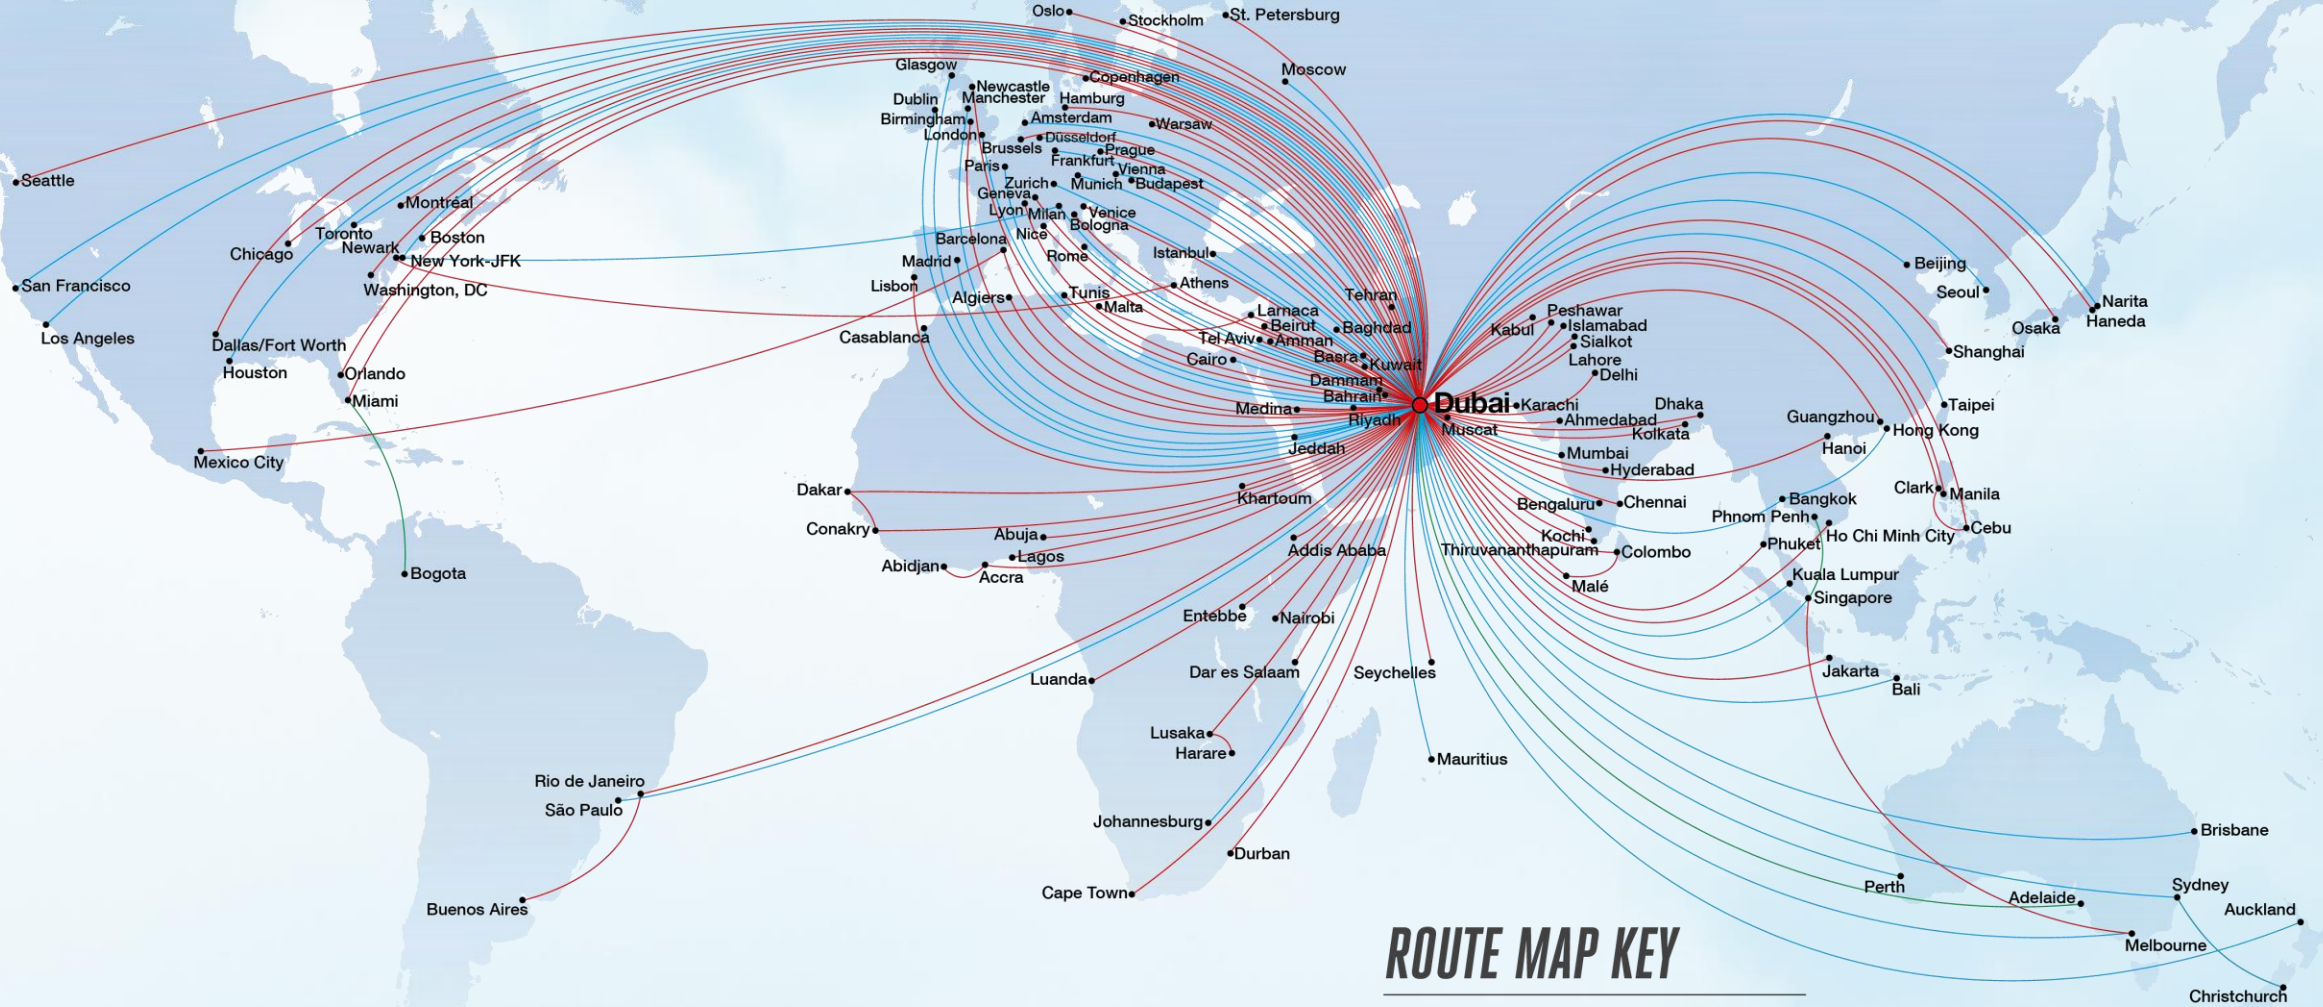 Oslo
Stockholm
St. Petersburg
Glasgow
Moscow
Copenhagen
Newcastle
Dublin
Manchester
Hamburg
Birmingham
Amsterdam
Warsaw
London
Düsseldorf
Brussels
Prague
Frankfurt
Paris
Vienna
Seattle
Zurich
Munich
Budapest
Geneva
Montréal
Lyon
Milan
Venice
Bologna
Toronto
Nice
Boston
Newark
Barcelona
Chicago
Rome
Istanbul
New York-JFK
Madrid
Beijing
San Francisco
Washington, DC
Lisbon
Algiers
Tunis
Athens
Tehran
Seoul
Malta
Narita
Larnaca
Peshawar
Haneda
Los Angeles
Casablanca
Beirut
Baghdad
Kabul
Islamabad
Osaka
Tel Aviv
Amman
Sialkot
Dallas/Fort Worth
Cairo
Basra
Lahore
Shanghai
Houston
Orlando
Kuwait
Delhi
Dammam
Miami
Bahrain
Dubai
Karachi
Dhaka
Taipei
Medina
Riyadh
Ahmedabad
Guangzhou
Muscat
Kolkata
Hong Kong
Jeddah
Hanoi
Mexico City
Mumbai
Hyderabad
Dakar
Khartoum
Clark
Manila
Bengaluru
Chennai
Bangkok
Phnom Penh
Conakry
Abuja
Kochi
Ho Chi Minh City
Cebu
Addis Ababa
Thiruvananthapuram
Colombo
Phuket
Lagos
Abidjan
Accra
Bogota
Malé
Kuala Lumpur
Singapore
Entebbe
Nairobi
Dar es Salaam
Seychelles
Jakarta
Luanda
Bali
Lusaka
Harare
Mauritius
Rio de Janeiro
São Paulo
Johannesburg
Brisbane
Durban
Perth
Sydney
Cape Town
Adelaide
Buenos Aires
Auckland
Melbourne
ROUTE MAP KEY
Christchurch